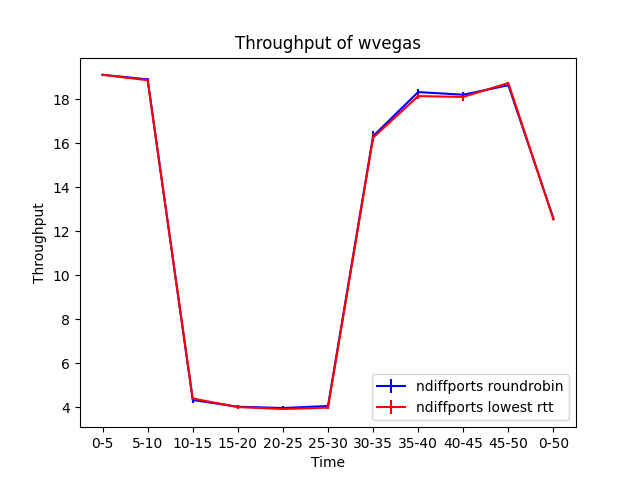 Throughput of wvegas
Throughput
18
16
14
12
10
8
6
4
ndiffports roundrobin
ndiffports lowest rtt
0-5 5-10 10-15 15-20 20-25 25-30 30-35 35-40 40-45 45-50 0-50
Time